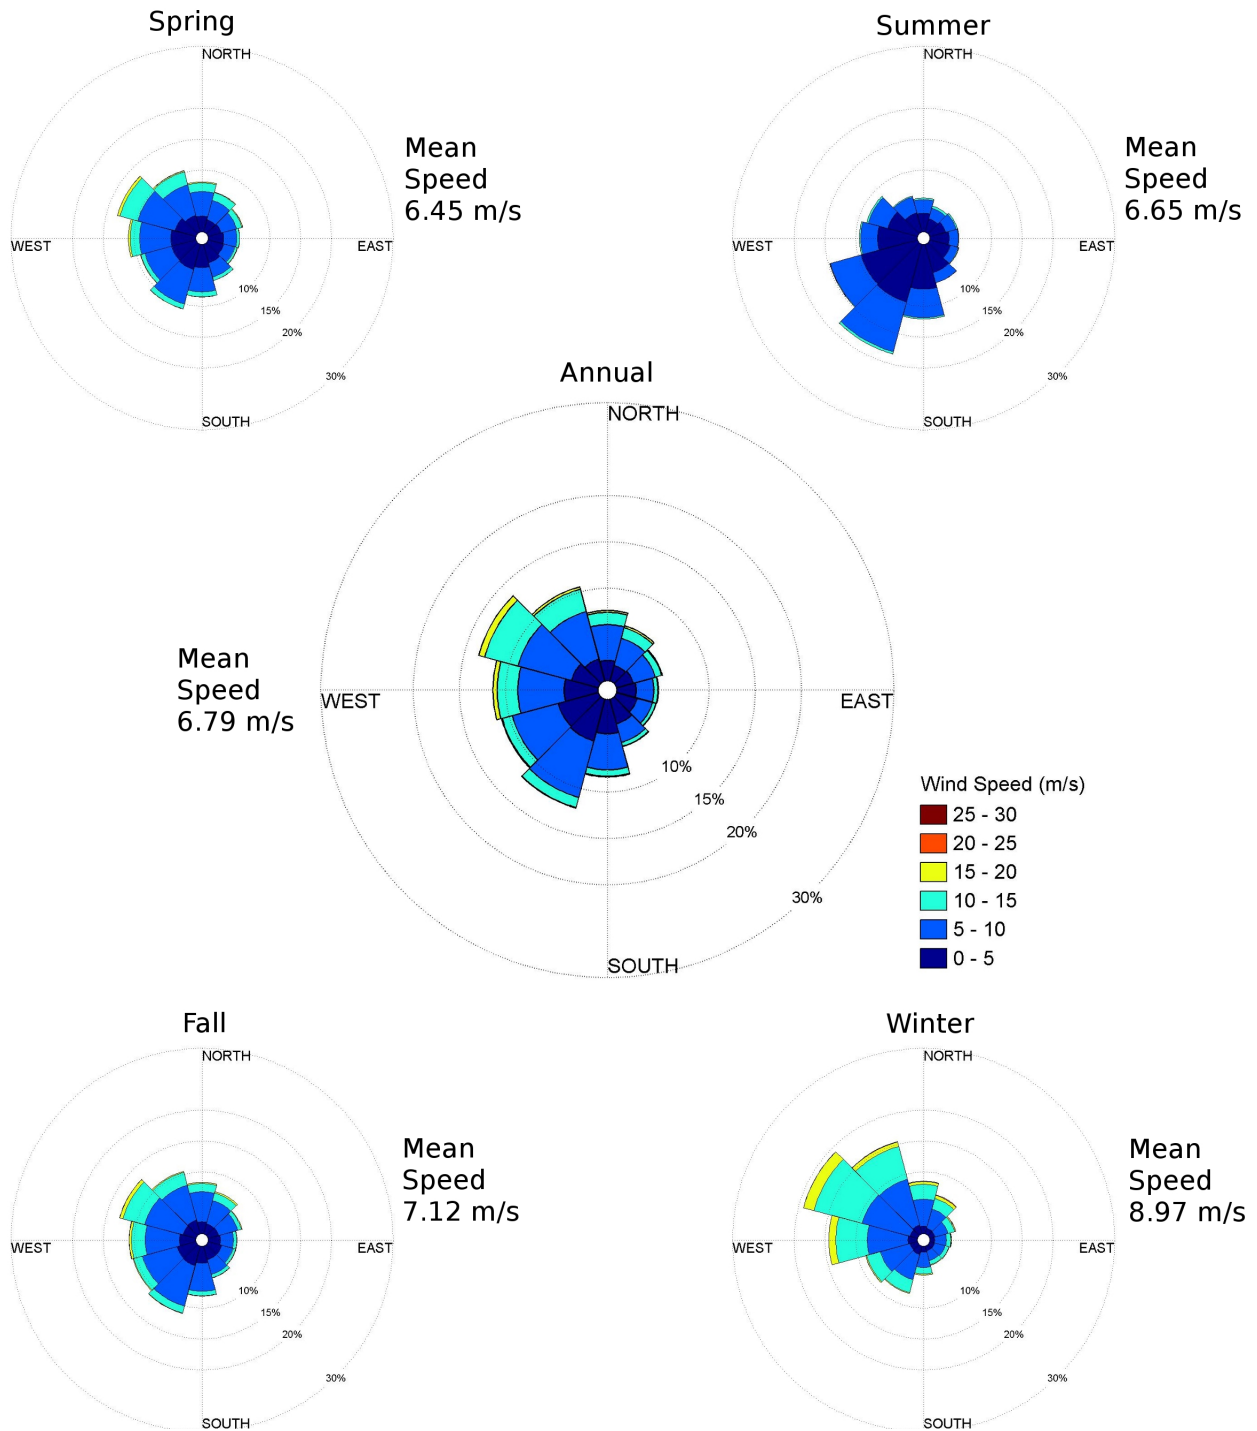 Spring
NORTH
WEST
EAST
10%
15%
20%
30%
SOUTH
Mean
Speed
6.45 m/s
Summer
NORTH
WEST
EAST
10%
15%
20%
30%
SOUTH
Mean
Speed
6.65 m/s
Annual
NORTH
Mean
Speed
6.79 m/s
WEST
EAST
10%
15%
20%
30%
SOUTH
Wind Speed (m/s)
25 - 30
20 - 25
15 - 20
10 - 15
5 - 10
0 - 5
Fall
NORTH
WEST
EAST
10%
15%
20%
30%
SOUTH
Mean
Speed
7.12 m/s
Winter
NORTH
WEST
EAST
10%
15%
20%
30%
SOUTH
Mean
Speed
8.97 m/s